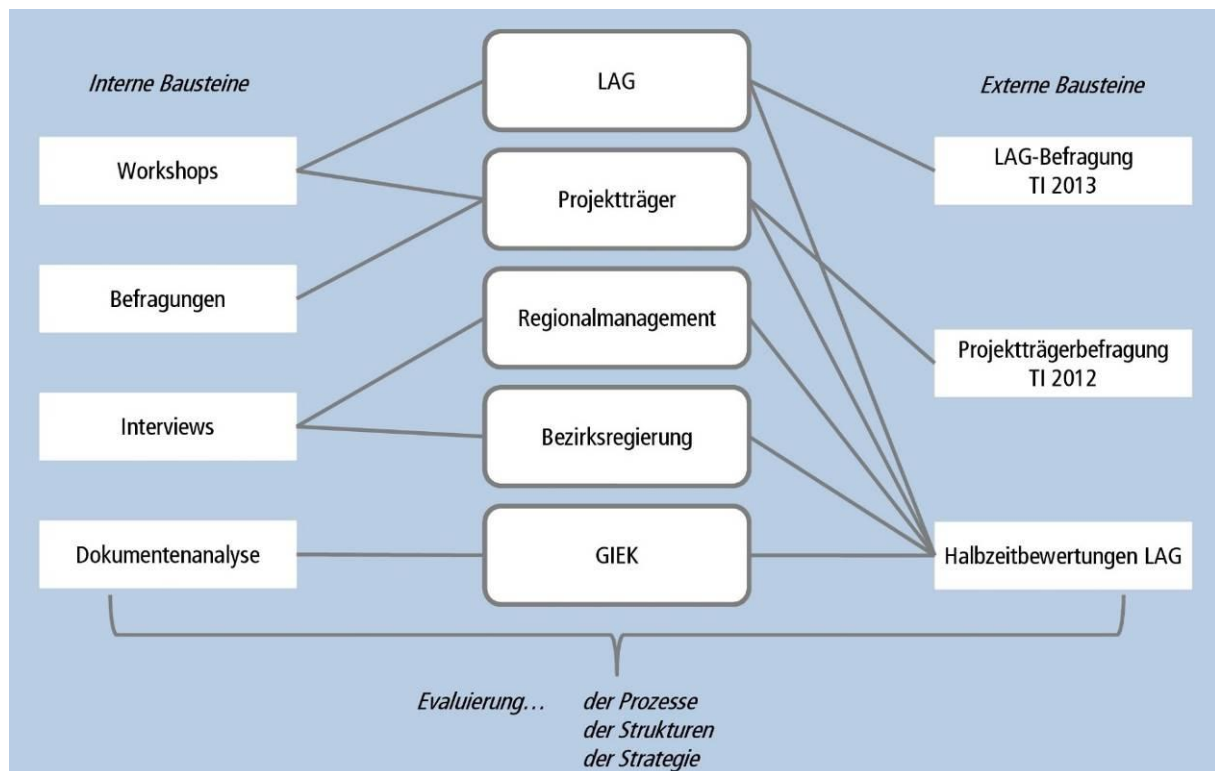 Interne Bausteine
Workshops
Befragungen
Interviews
Dokumentenanalyse
LAG
Projektträger
Regionalmanagement
Bezirksregierung
GIEK
Externe Bausteine
LAG-Befragung
TI 2013
Projektträgerbefragung
TI 2012
Halbzeitbewertungen LAG
Evaluierung… der Prozesse
der Strukturen
der Strategie